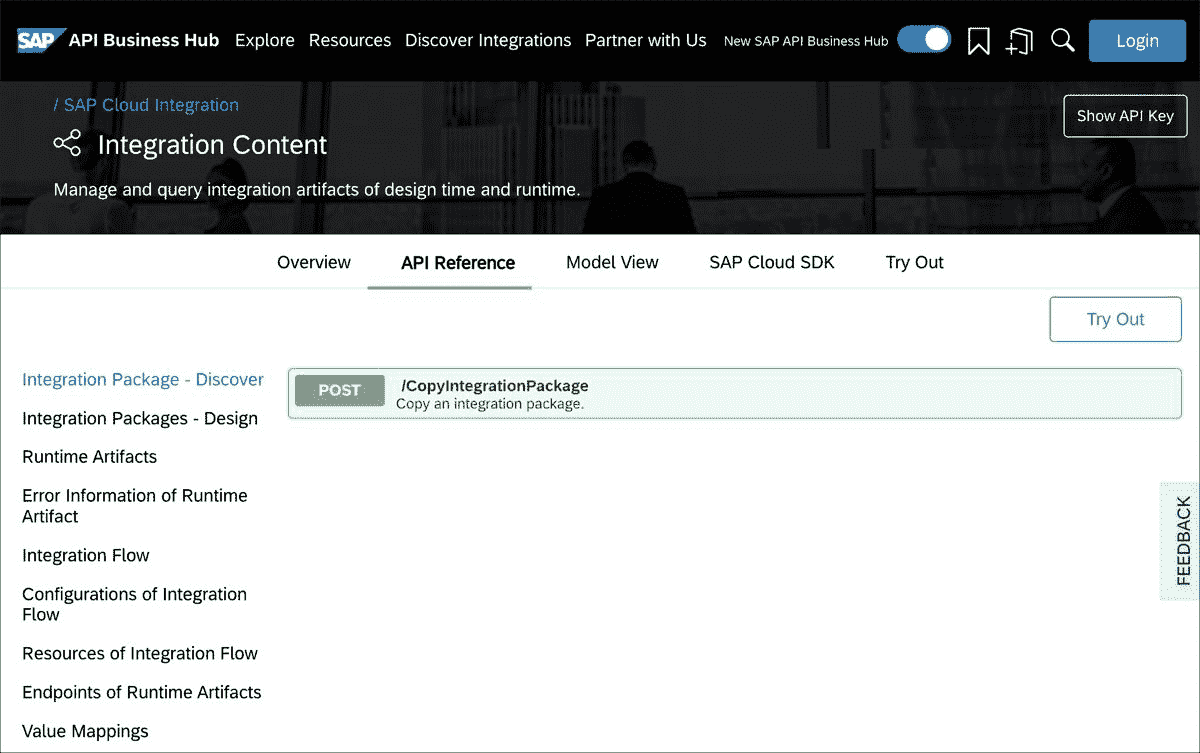 SAP API Business Hub Explore Resources Discover Integrations Partner with Us New SAP API Business Hub Login
/ SAP Cloud Integration
Show API Key
Integration Content
Manage and query integration artifacts of design time and runtime.
Overview API Reference Model View SAP Cloud SDK Try Out
Try Out
Integration Package - Discover
POST /CopyIntegrationPackage
Copy an integration package.
Integration Packages - Design
Runtime Artifacts
Error Information of Runtime
Artifact
Integration Flow
Configurations of Integration
Flow
Resources of Integration Flow
Endpoints of Runtime Artifacts
Value Mappings
FEEDBACK